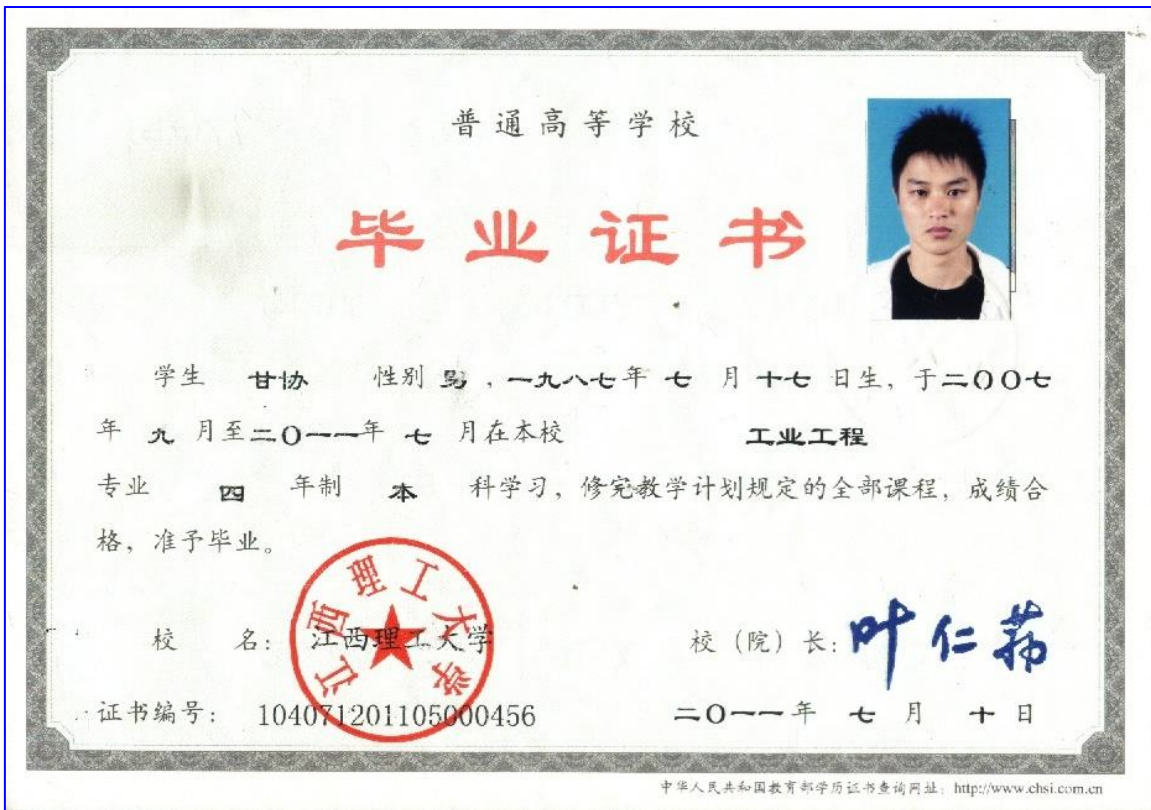 普通高等学校
毕业证书
学生 甘协 性别 男,一九八七年 七 月 十七 日生,于二〇〇七
年 九 月至二〇一一年 七 月在本校 工业工程
专业 四 年制 本 科学习,修完教学计划规定的全部课程,成绩合
格,准予毕业。
江西理工大学
校 名:江西理工大学 校(院)长:叶仁荪
证书编号:104071201105000456 二〇一一年 七 月 十 日
中华人民共和国教育部学历证书查询网址:http://www.chsi.com.cn